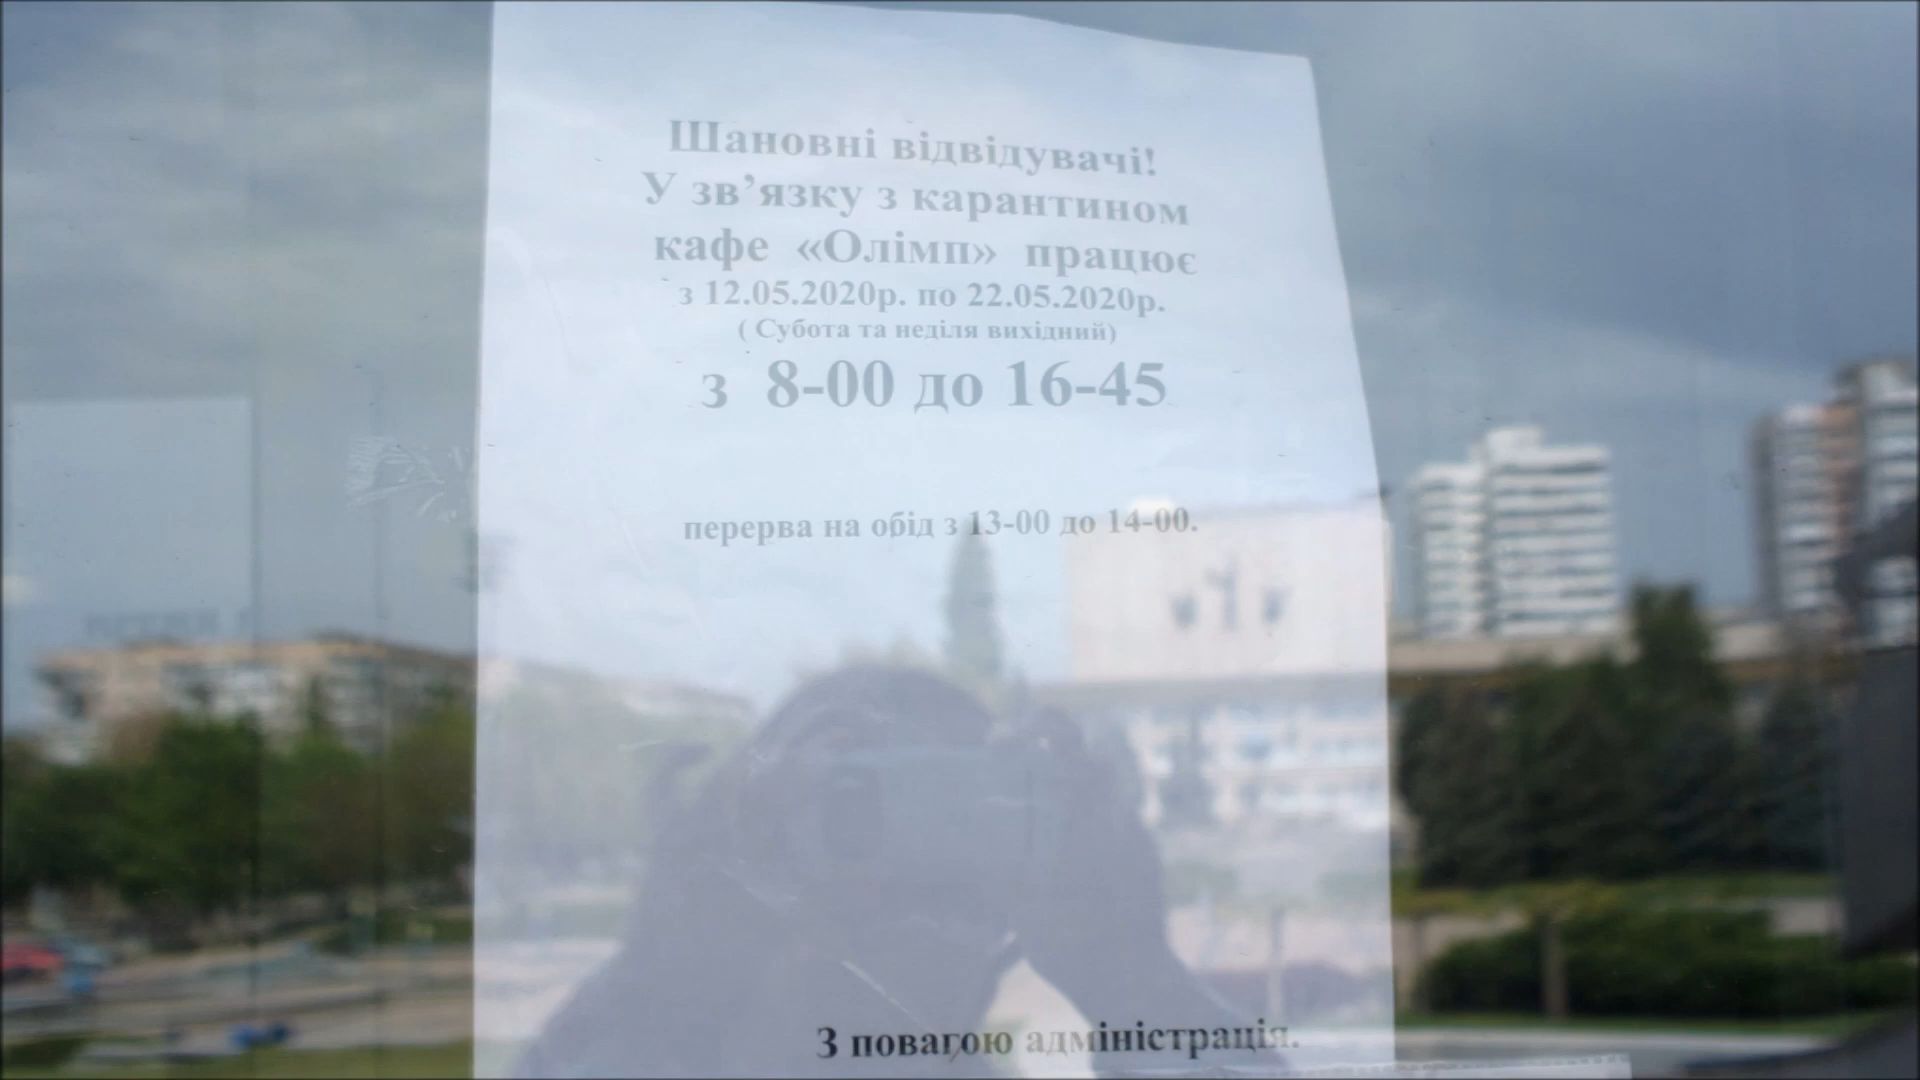 Шановні відвідувачі!
У зв’язку з карантином
кафе «Олімп» працює
з 12.05.2020р. по 22.05.2020р.
( Субота та неділя вихідний)
з 8-00 до 16-45
перерва на обід з 13-00 до 14-00.
З повагою адміністрація.